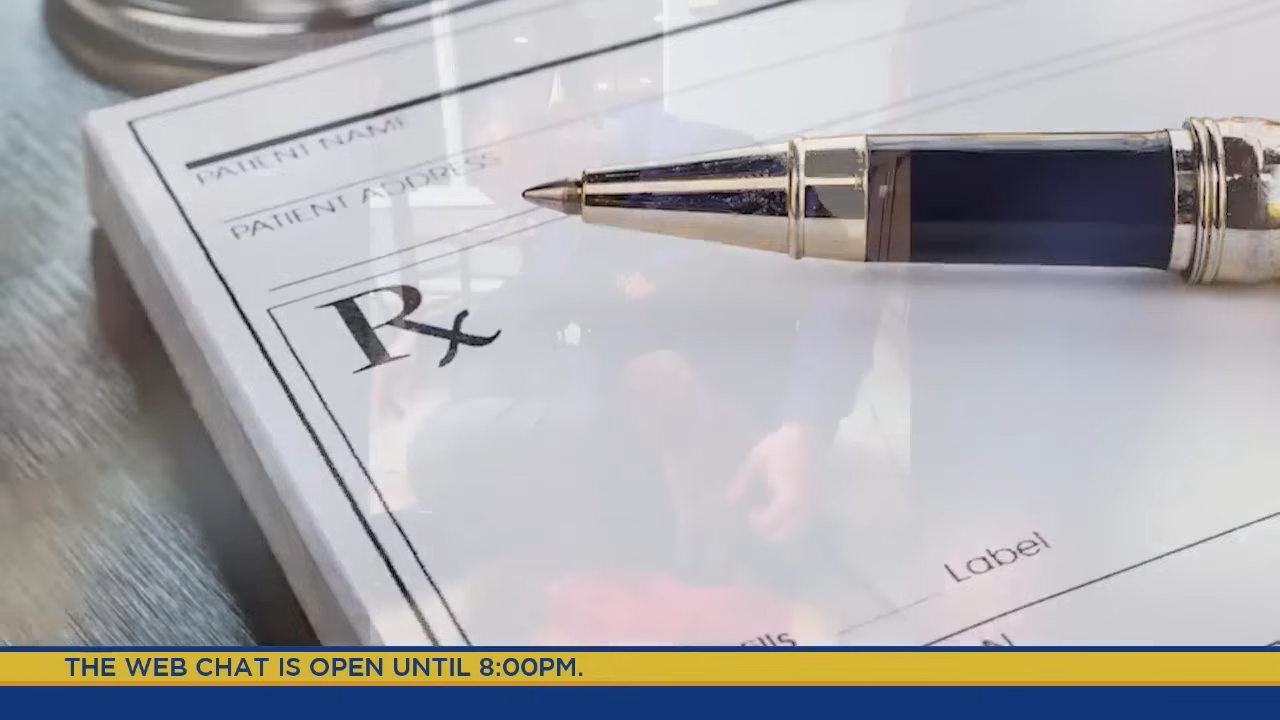 PATIENT NAME
PATIENT ADDRESS
Rx
Label
THE WEB CHAT IS OPEN UNTIL 8:00PM.